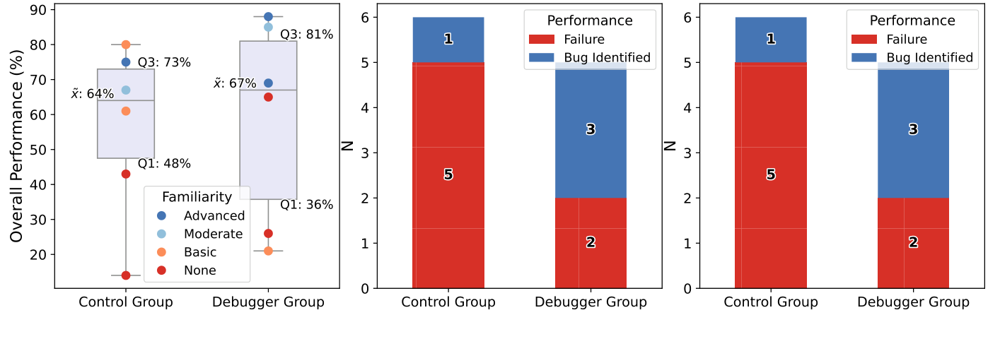 Overall Performance (%)
90
80
70
60
50
40
30
20
Q3: 73%
x̃: 64%
Q1: 48%
Q3: 81%
x̃: 67%
Q1: 36%
Familiarity
Advanced
Moderate
Basic
None
Control Group
Debugger Group
N
6
5
4
3
2
1
0
Performance
Failure
Bug Identified
1
5
3
2
Control Group
Debugger Group
N
6
5
4
3
2
1
0
Performance
Failure
Bug Identified
1
5
3
2
Control Group
Debugger Group